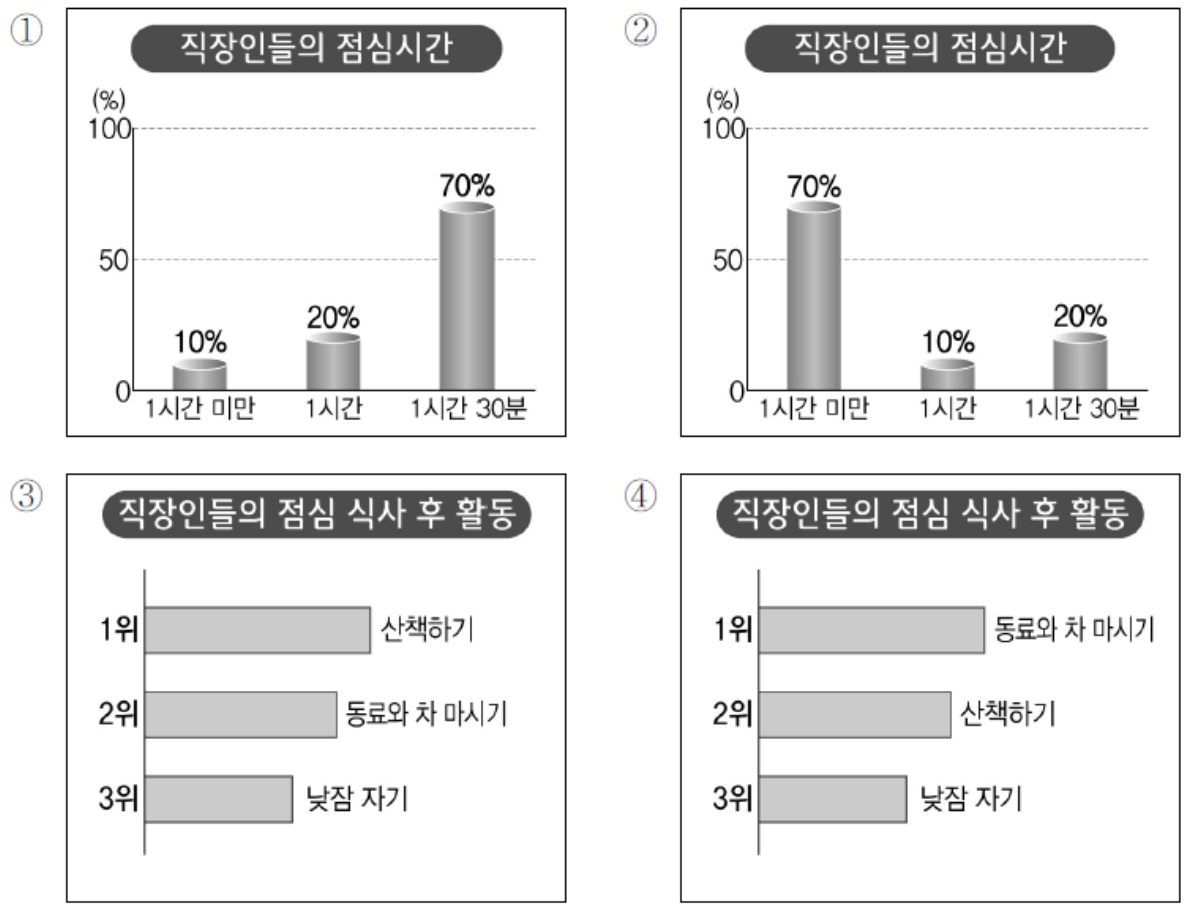 ①
직장인들의 점심시간
(%)
100
50
0
10%
20%
70%
1시간 미만 1시간 1시간 30분
②
직장인들의 점심시간
(%)
100
50
0
70%
10%
20%
1시간 미만 1시간 1시간 30분
③
직장인들의 점심 식사 후 활동
1위 산책하기
2위 동료와 차 마시기
3위 낮잠 자기
④
직장인들의 점심 식사 후 활동
1위 동료와 차 마시기
2위 산책하기
3위 낮잠 자기